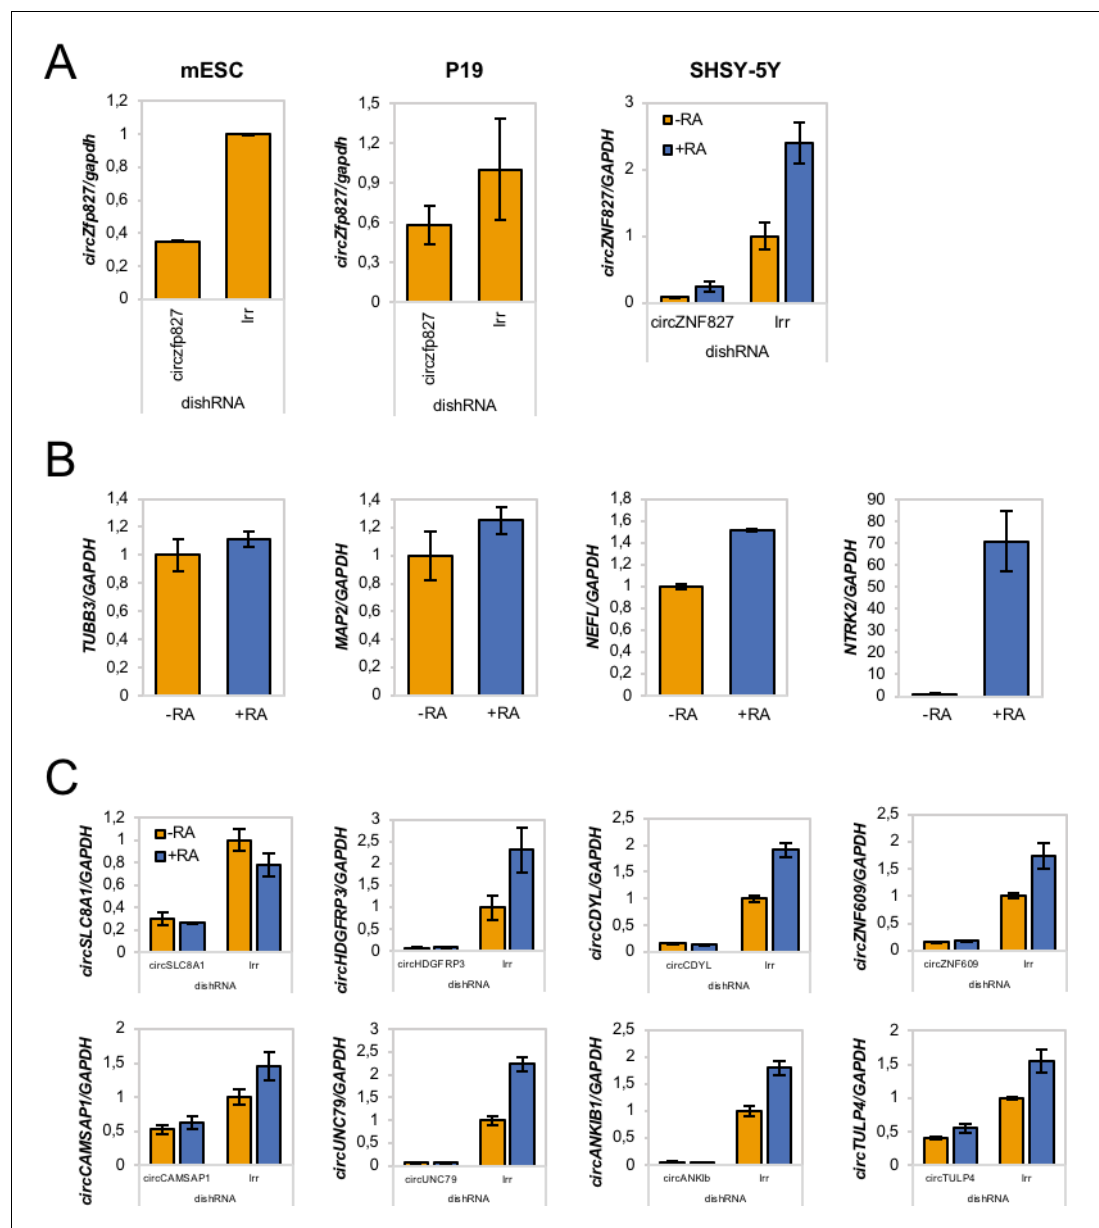 A
mESC
P19
SHSY-5Y
circZfp827/gapdh
1,2
1
0,8
0,6
0,4
0,2
0
circzfp827
Irr
dishRNA
circZfp827/gapdh
1,5
1,2
0,9
0,6
0,3
0
circzfp827
Irr
dishRNA
circZNF827/GAPDH
3
2
1
0
-RA
+RA
circZNF827
Irr
dishRNA
B
TUBB3/GAPDH
1,4
1,2
1
0,8
0,6
0,4
0,2
0
-RA
+RA
MAP2/GAPDH
1,4
1,2
1
0,8
0,6
0,4
0,2
0
-RA
+RA
NEFL/GAPDH
1,8
1,6
1,4
1,2
1
0,8
0,6
0,4
0,2
0
-RA
+RA
NTRK2/GAPDH
90
80
70
60
50
40
30
20
10
0
-RA
+RA
C
circSLC8A1/GAPDH
1,2
1
0,8
0,6
0,4
0,2
0
-RA
+RA
circSLC8A1
Irr
dishRNA
circHDGFRP3/GAPDH
3
2,5
2
1,5
1
0,5
0
circHDGFRP3
Irr
dishRNA
circCDYL/GAPDH
2,5
2
1,5
1
0,5
0
circCDYL
Irr
dishRNA
circZNF609/GAPDH
2,5
2
1,5
1
0,5
0
circZNF609
Irr
dishRNA
circCAMSAP1/GAPDH
2
1,5
1
0,5
0
circCAMSAP1
Irr
dishRNA
circUNC79/GAPDH
3
2,5
2
1,5
1
0,5
0
circUNC79
Irr
dishRNA
circANKIB1/GAPDH
2,5
2
1,5
1
0,5
0
circANKIb
Irr
dishRNA
circTULP4/GAPDH
2
1,5
1
0,5
0
circTULP4
Irr
dishRNA